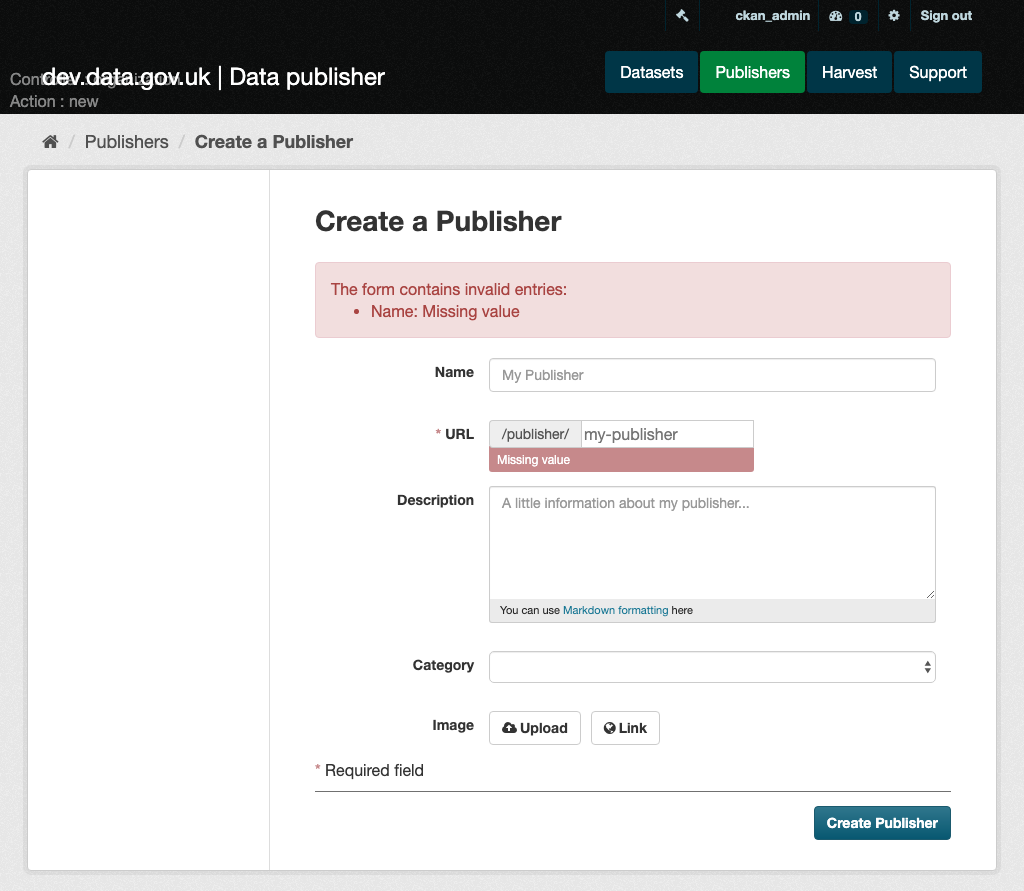 ckan_admin 0 Sign out
dev.data.gov.uk | Data publisher
Datasets Publishers Harvest Support
Action : new
/ Publishers / Create a Publisher
Create a Publisher
The form contains invalid entries:
• Name: Missing value
Name My Publisher
* URL /publisher/ my-publisher
Missing value
Description A little information about my publisher...
You can use Markdown formatting here
Category
Image Upload Link
* Required field
Create Publisher